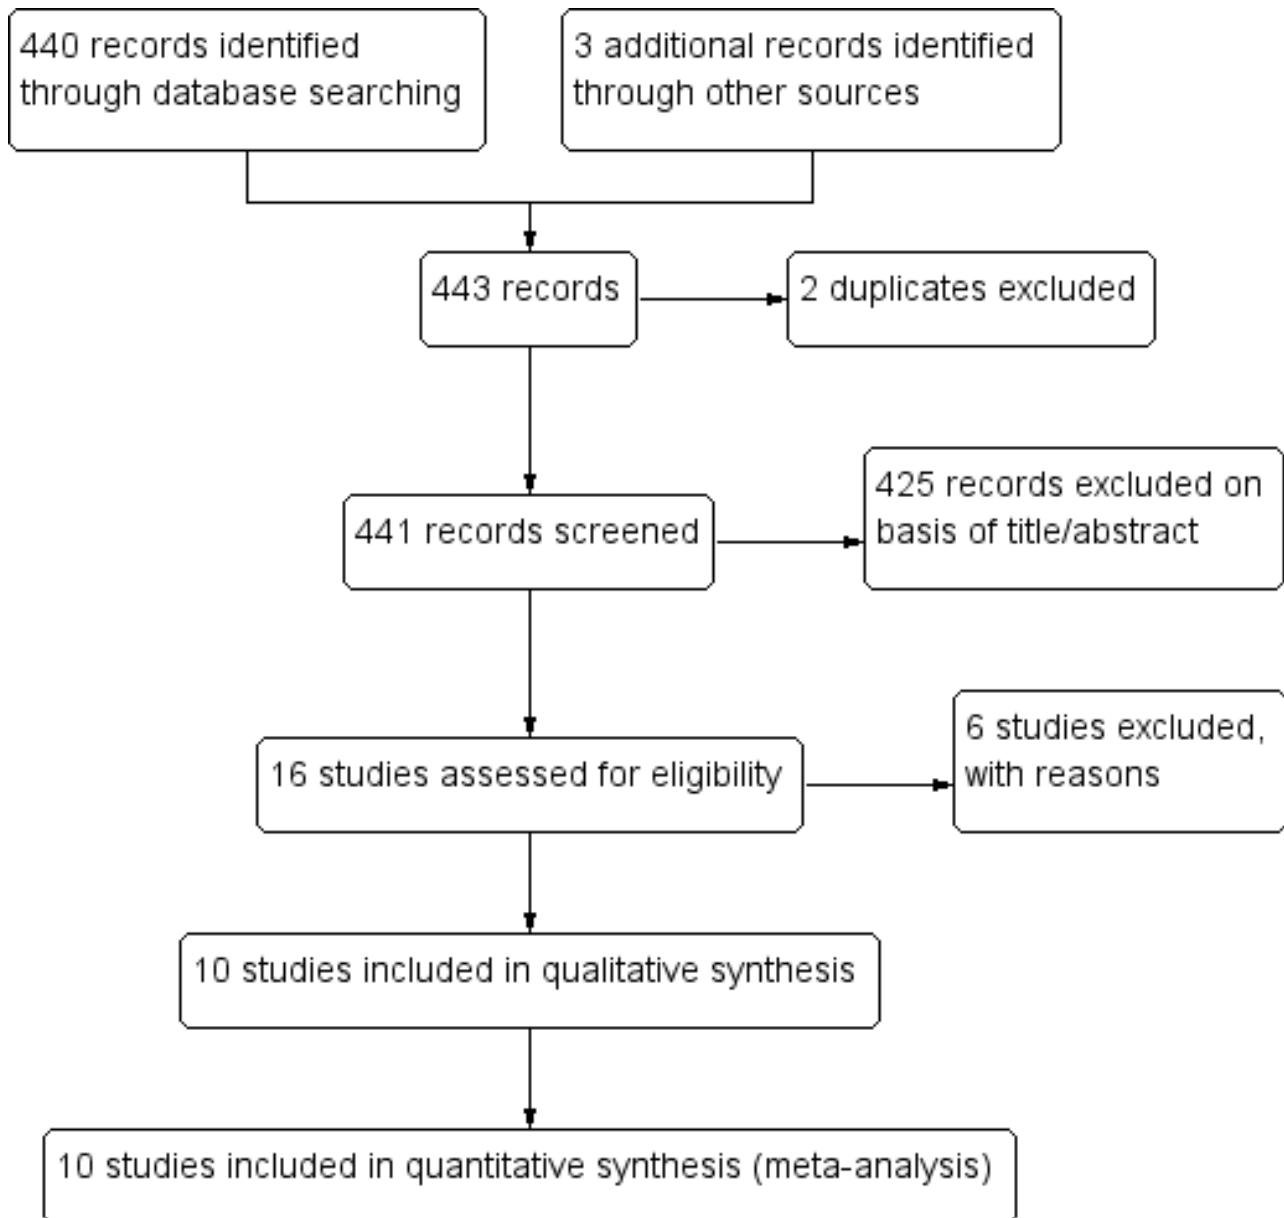 440 records identified
through database searching
3 additional records identified
through other sources
443 records
2 duplicates excluded
441 records screened
425 records excluded on
basis of title/abstract
16 studies assessed for eligibility
6 studies excluded,
with reasons
10 studies included in qualitative synthesis
10 studies included in quantitative synthesis (meta-analysis)